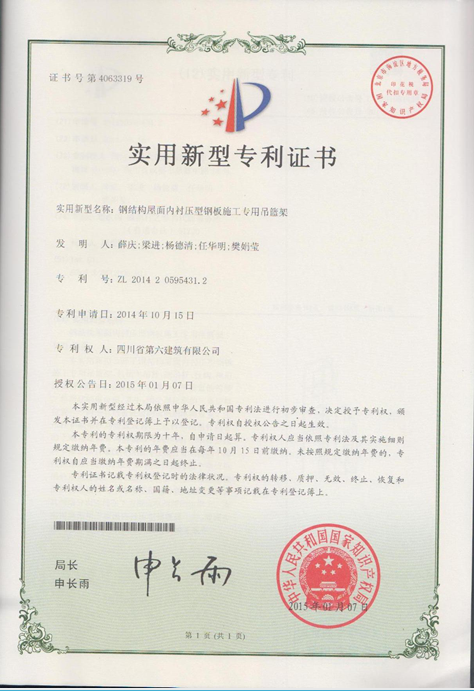 证书号第4063319号
实用新型专利证书
实用新型名称:钢结构屋面内衬压型钢板施工专用吊篮架
发明人:薛庆;梁进;杨德清;任华明;樊娟莹
专利号:ZL 2014 2 0595431.2
专利申请日:2014年10月15日
专利权人:四川省第六建筑有限公司
授权公告日:2015年01月07日
本实用新型经过本局依照中华人民共和国专利法进行初步审查,决定授予专利权,颁
发本证书并在专利登记簿上予以登记。专利权自授权公告之日起生效。
本专利的专利权期限为十年,自申请日起算。专利权人应当依照专利法及其实施细则
规定缴纳年费。本专利的年费应当在每年10月15日前缴纳。未按照规定缴纳年费的,专利
权自应当缴纳年费期满之日起终止。
专利证书记载专利权登记时的法律状况。专利权的转移、质押、无效、终止、恢复和
专利权人的姓名或名称、国籍、地址变更等事项记载在专利登记簿上。
局长
申长雨
申长雨
中华人民共和国国家知识产权局
2015年01月07日
第1页(共1页)